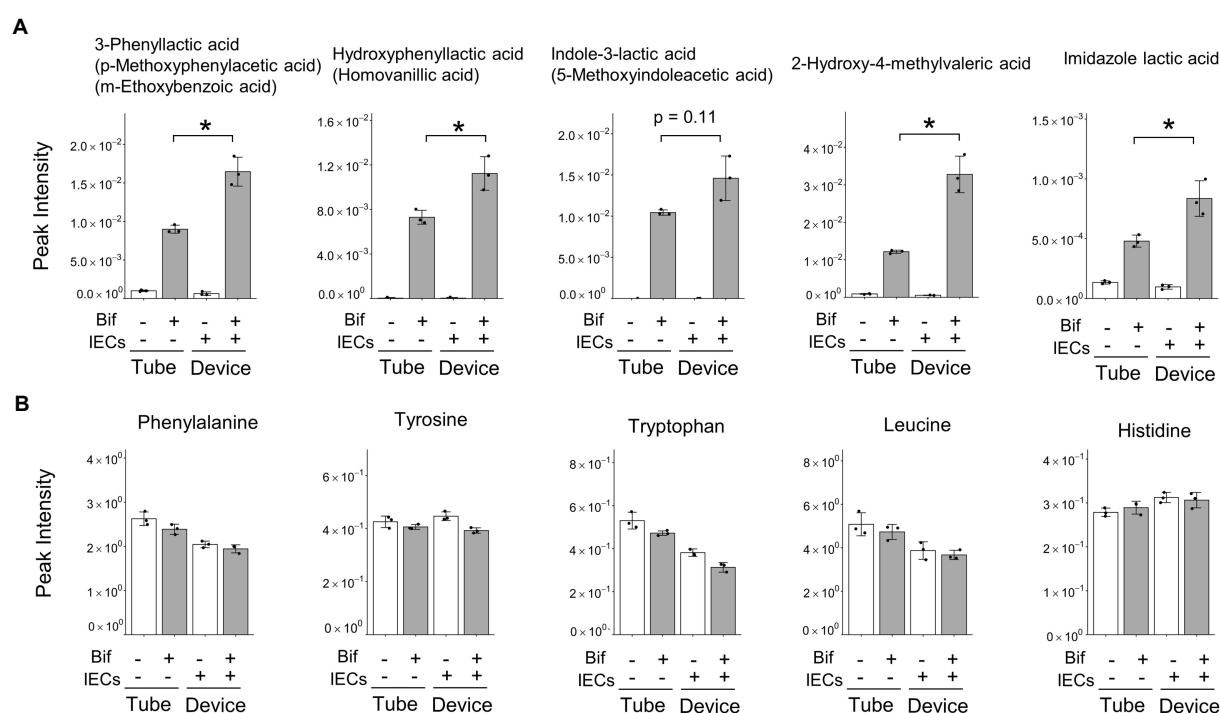 A
3-Phenyllactic acid
(p-Methoxyphenylacetic acid)
(m-Ethoxybenzoic acid)
Hydroxyphenyllactic acid
(Homovanillic acid)
Indole-3-lactic acid
(5-Methoxyindoleacetic acid)
2-Hydroxy-4-methylvaleric acid
Imidazole lactic acid
Peak Intensity
2.0 × 10⁻²
1.5 × 10⁻²
1.0 × 10⁻²
5.0 × 10⁻³
0.0 × 10⁰
*
Bif - + - +
IECs - - + +
Tube Device
1.6 × 10⁻²
1.2 × 10⁻²
8.0 × 10⁻³
4.0 × 10⁻³
0.0 × 10⁰
*
Bif - + - +
IECs - - + +
Tube Device
2.0 × 10⁻²
1.5 × 10⁻²
1.0 × 10⁻²
5.0 × 10⁻³
0.0 × 10⁰
p = 0.11
Bif - + - +
IECs - - + +
Tube Device
4 × 10⁻²
3 × 10⁻²
2 × 10⁻²
1 × 10⁻²
0 × 10⁰
*
Bif - + - +
IECs - - + +
Tube Device
1.5 × 10⁻³
1.0 × 10⁻³
5.0 × 10⁻⁴
0.0 × 10⁰
*
Bif - + - +
IECs - - + +
Tube Device
B
Phenylalanine
Peak Intensity
4 × 10⁰
3 × 10⁰
2 × 10⁰
1 × 10⁰
0 × 10⁰
Bif - + - +
IECs - - + +
Tube Device
Tyrosine
6 × 10⁻¹
4 × 10⁻¹
2 × 10⁻¹
0 × 10⁰
Bif - + - +
IECs - - + +
Tube Device
Tryptophan
8 × 10⁻¹
6 × 10⁻¹
4 × 10⁻¹
2 × 10⁻¹
0 × 10⁰
Bif - + - +
IECs - - + +
Tube Device
Leucine
8 × 10⁰
6 × 10⁰
4 × 10⁰
2 × 10⁰
0 × 10⁰
Bif - + - +
IECs - - + +
Tube Device
Histidine
4 × 10⁻¹
3 × 10⁻¹
2 × 10⁻¹
1 × 10⁻¹
0 × 10⁰
Bif - + - +
IECs - - + +
Tube Device